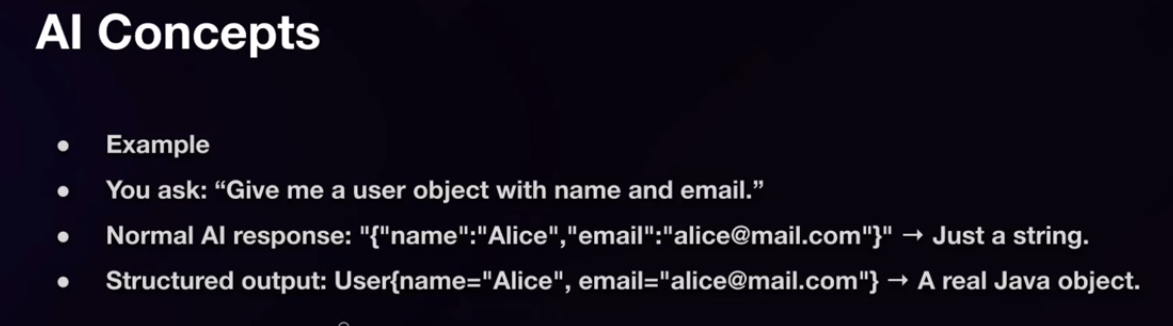 AI Concepts
● Example
● You ask: “Give me a user object with name and email.”
● Normal AI response: "{"name":"Alice","email":"alice@mail.com"}" → Just a string.
● Structured output: User{name="Alice", email="alice@mail.com"} → A real Java object.